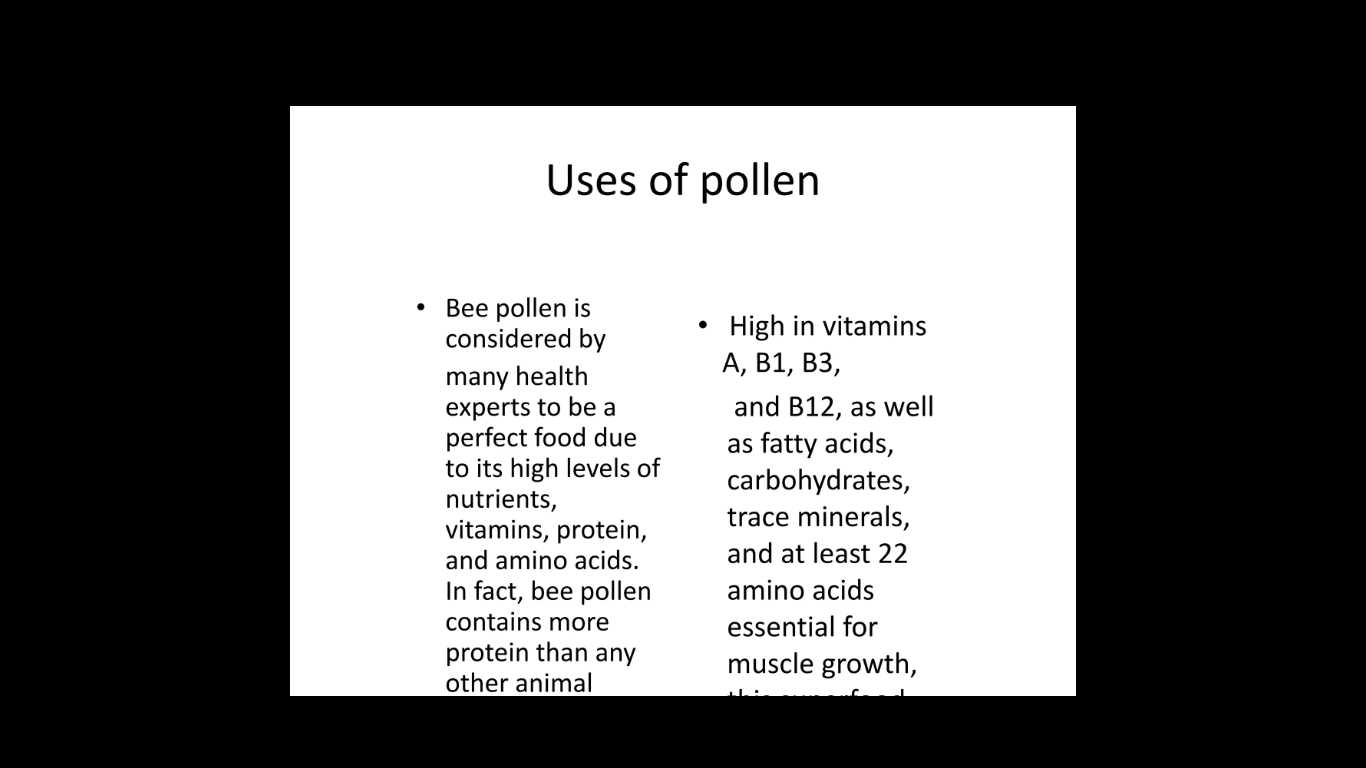 Uses of pollen
• Bee pollen is
considered by
many health
experts to be a
perfect food due
to its high levels of
nutrients,
vitamins, protein,
and amino acids.
In fact, bee pollen
contains more
protein than any
other animal
• High in vitamins
A, B1, B3,
and B12, as well
as fatty acids,
carbohydrates,
trace minerals,
and at least 22
amino acids
essential for
muscle growth,
this superfood